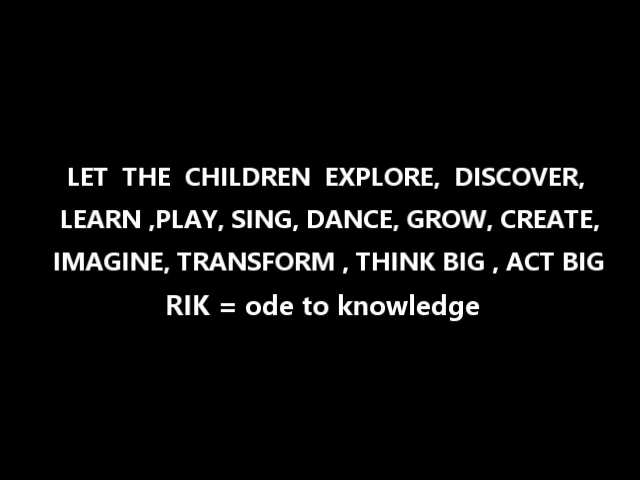 LET THE CHILDREN EXPLORE, DISCOVER,
LEARN ,PLAY, SING, DANCE, GROW, CREATE,
IMAGINE, TRANSFORM , THINK BIG , ACT BIG
RIK = ode to knowledge